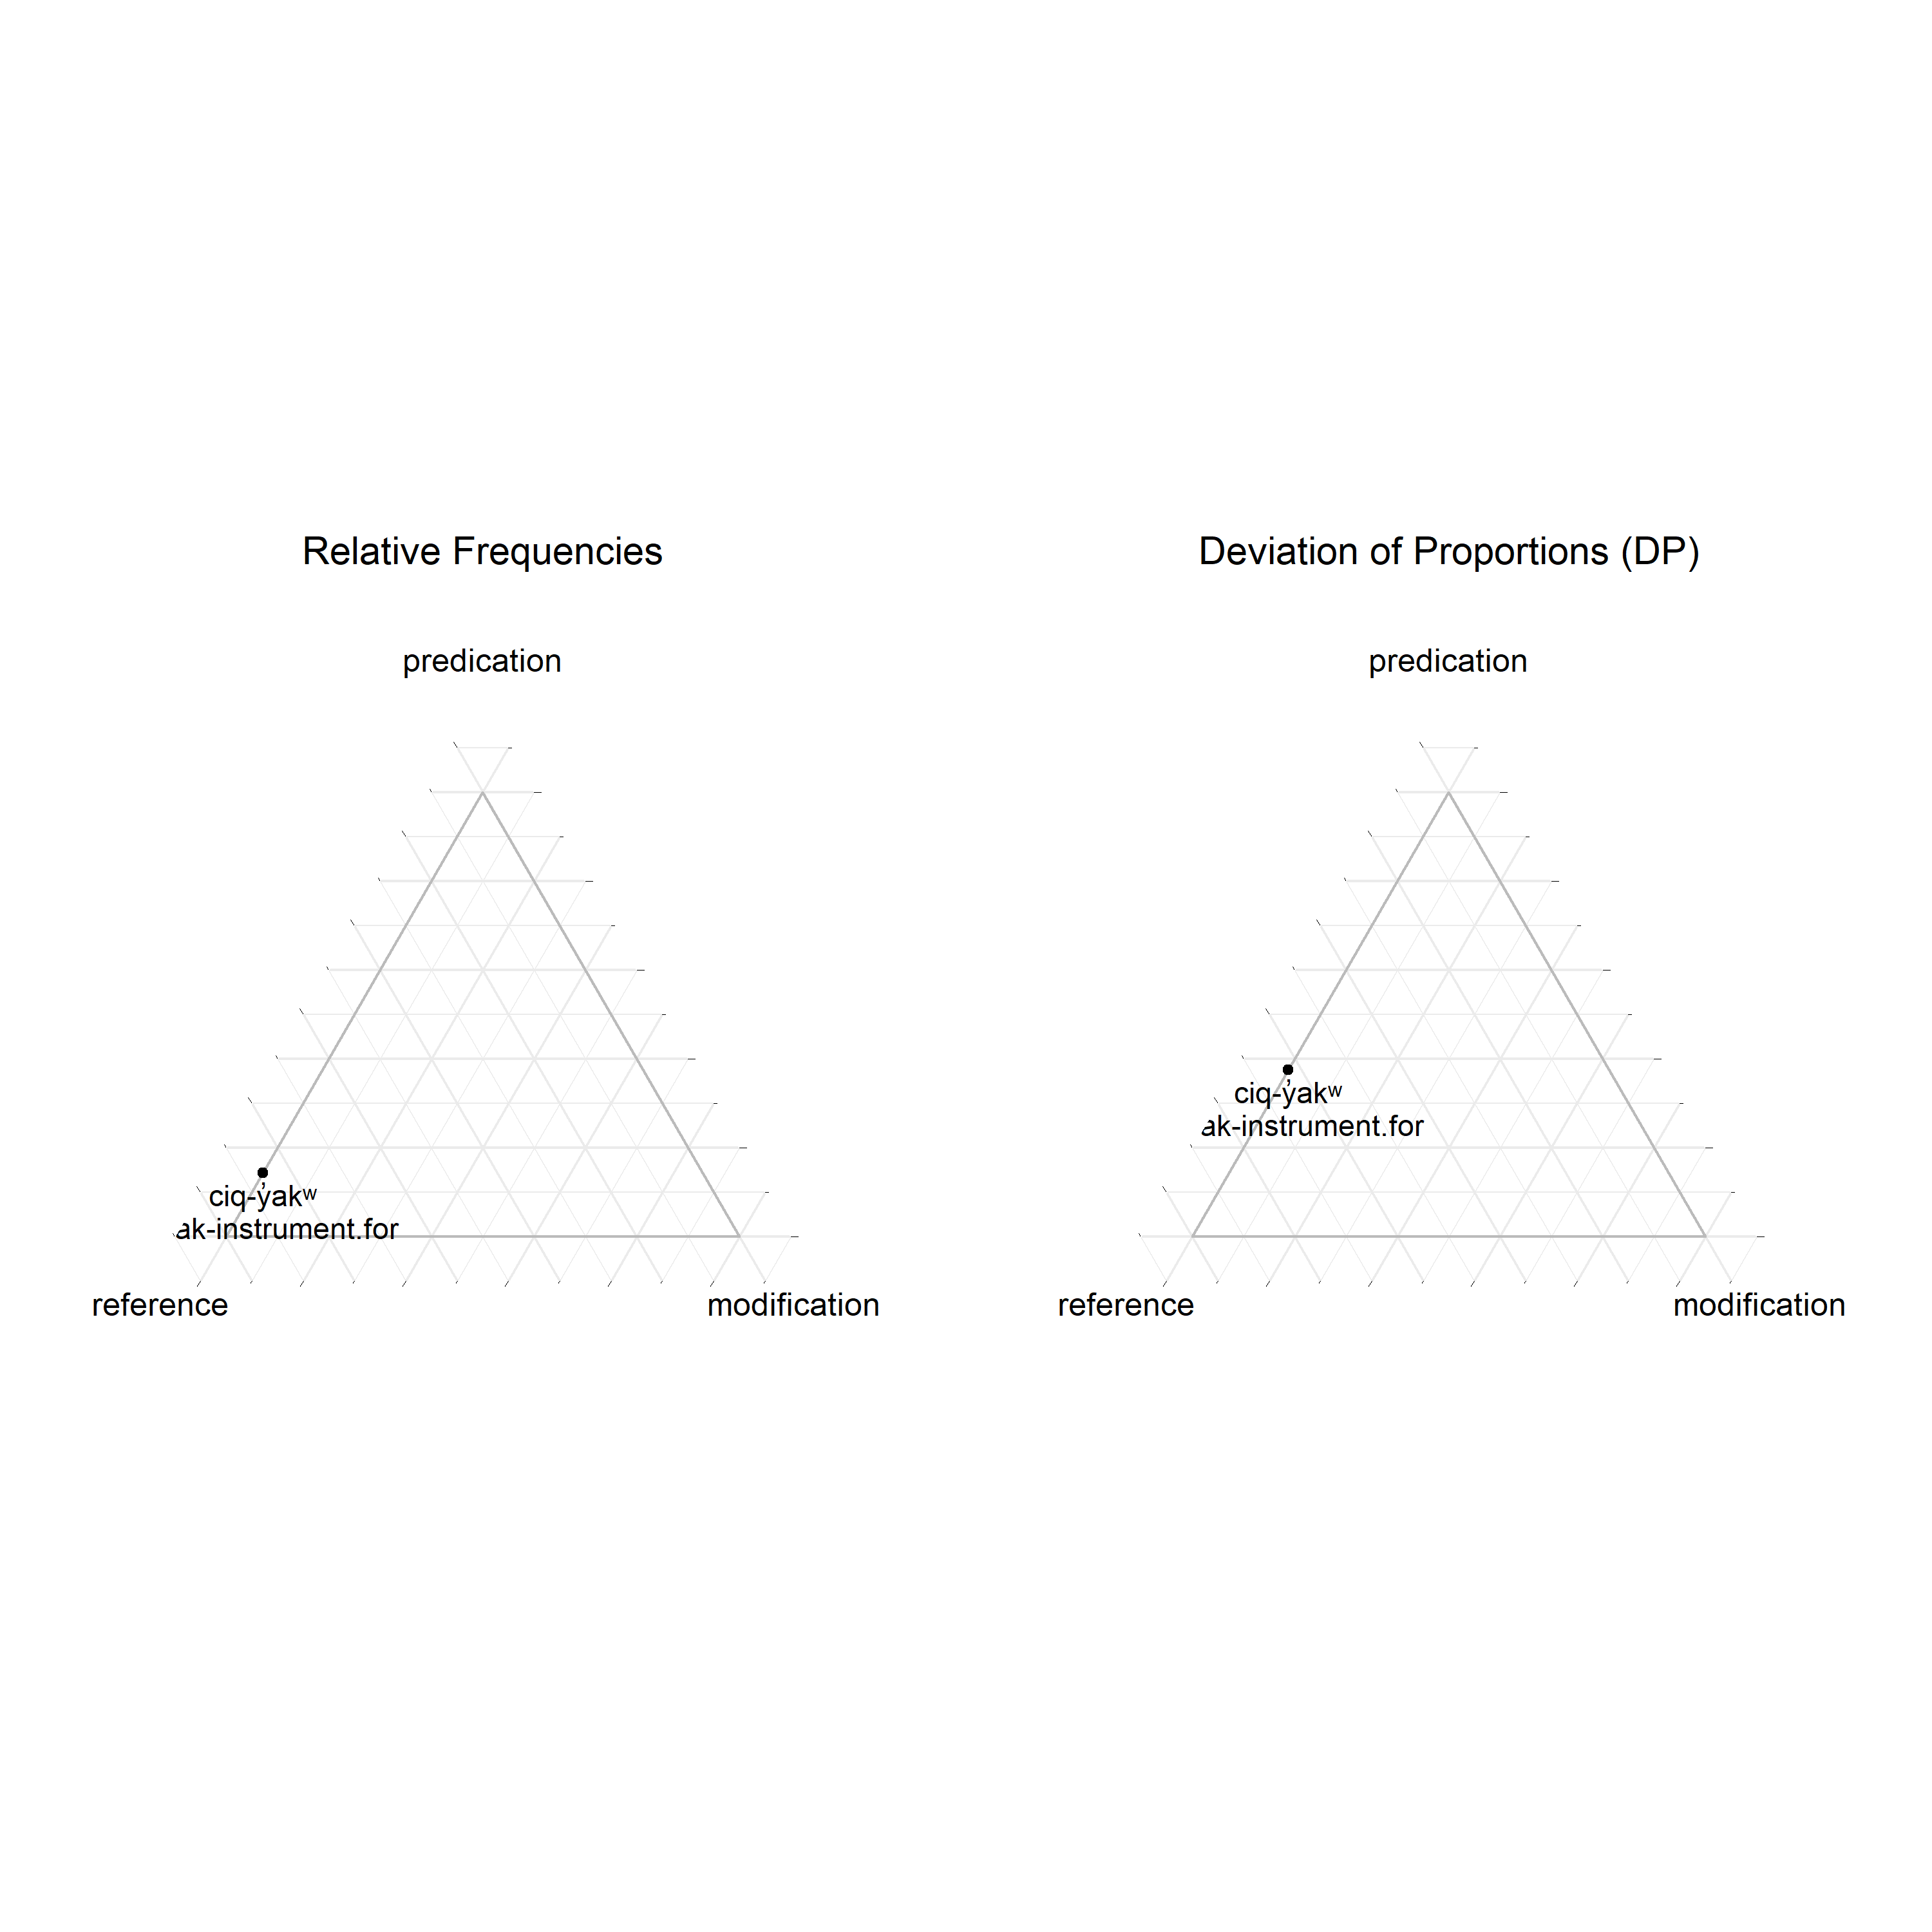 Relative Frequencies
predication
ciq-y̓akʷ
ak-instrument.for
reference
modification
Deviation of Proportions (DP)
predication
ciq-y̓akʷ
ak-instrument.for
reference
modification